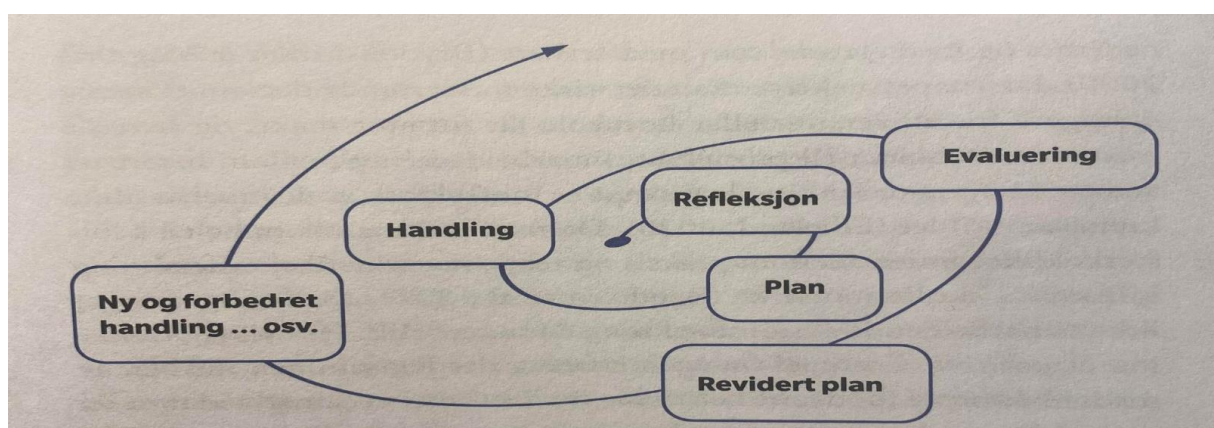 Evaluering
Refleksjon
Handling
Plan
Ny og forbedret
handling ... osv.
Revidert plan